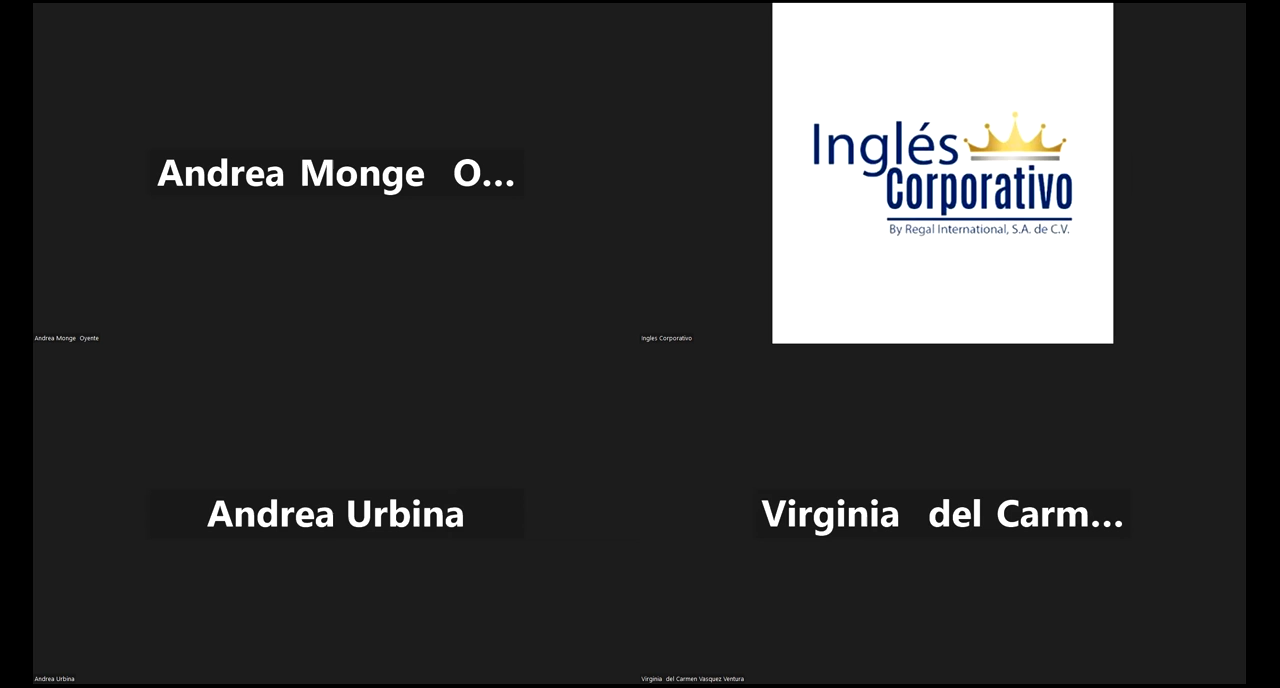 Andrea Monge  O...
Andrea Monge  Oyente
Inglés
Corporativo
By Regal International, S.A. de C.V.
Ingles Corporativo
Andrea Urbina
Andrea Urbina
Virginia  del Carm...
Virginia  del Carmen Vasquez Ventura